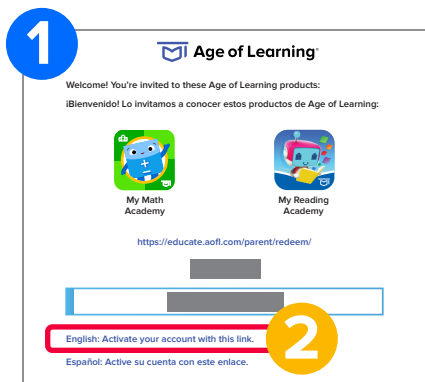 1
Age of Learning
Welcome! You're invited to these Age of Learning products:
¡Bienvenido! Lo invitamos a conocer estos productos de Age of Learning:
My Math
Academy
My Reading
Academy
https://educate.aofl.com/parent/redeem/
English: Activate your account with this link.
2
Español: Active su cuenta con este enlace.